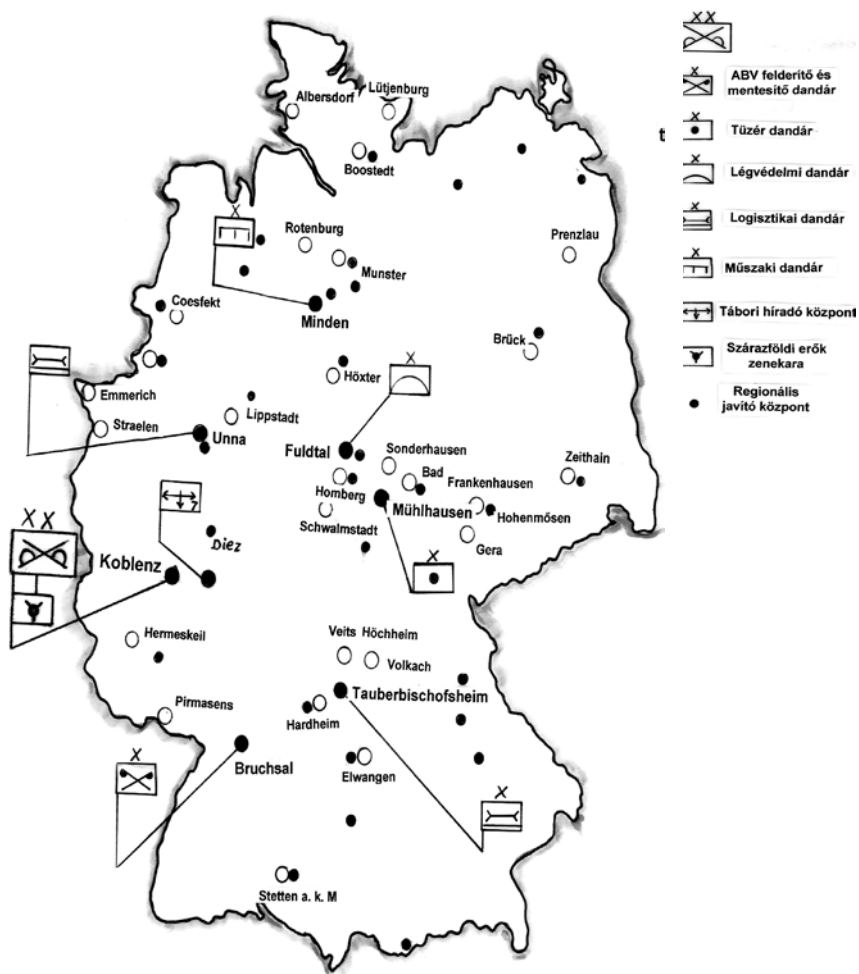 X X
X
ABV felderítő és
mentesítő dandár
X
Tüzér dandár
X
Légvédelmi dandár
X
Logisztikai dandár
X
Műszaki dandár
Tábori híradó központ
Szárazföldi erők
zenekara
Regionális
javító központ
t
Albersdorf
Lütjenburg
Boostedt
X
Rotenburg
Prenzlau
Munster
Coesfekt
Minden
Brück
X
X
Höxter
Emmerich
Lippstadt
Straelen
Unna
Fuldtal
Sonderhausen
Bad
Zeithain
Frankenhausen
Homberg
Mühlhausen
Hohenmősen
Schwalmstadt
7
Gera
X X
Diez
X
Koblenz
Hermeskeil
Veits Höchheim
Volkach
Tauberbischofsheim
Pirmasens
Hardheim
Bruchsal
X
Elwangen
X
Stetten a. k. M